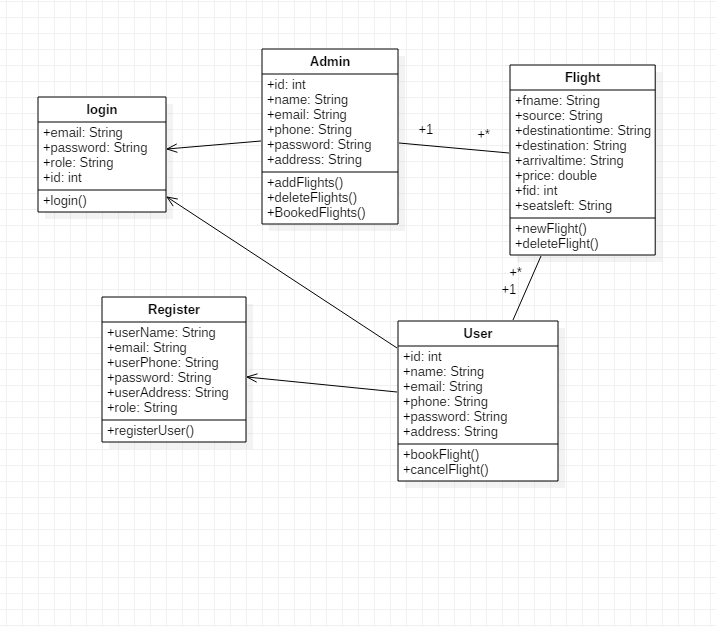 login
+email: String
+password: String
+role: String
+id: int
+login()
Admin
+id: int
+name: String
+email: String
+phone: String
+password: String
+address: String
+addFlights()
+deleteFlights()
+BookedFlights()
+1
+*
Flight
+fname: String
+source: String
+destinationtime: String
+destination: String
+arrivaltime: String
+price: double
+fid: int
+seatsleft: String
+newFlight()
+deleteFlight()
+*
+1
Register
+userName: String
+email: String
+userPhone: String
+password: String
+userAddress: String
+role: String
+registerUser()
User
+id: int
+name: String
+email: String
+phone: String
+password: String
+address: String
+bookFlight()
+cancelFlight()